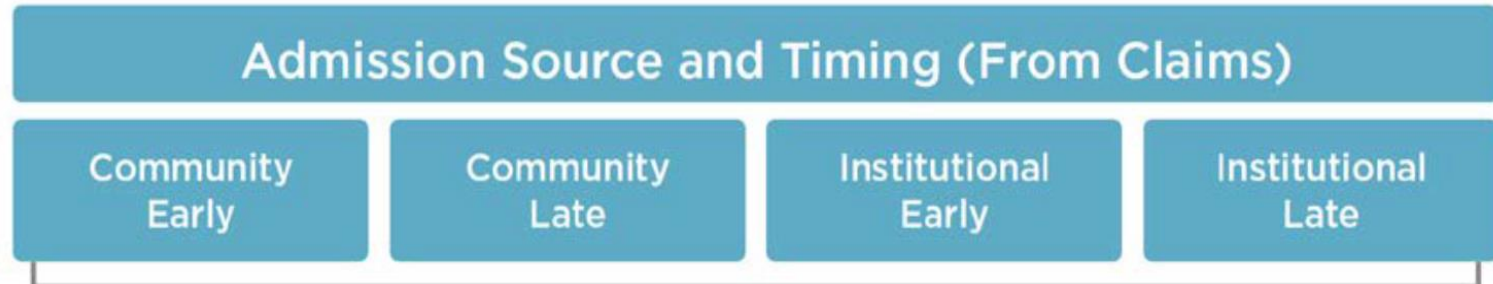 Admission Source and Timing (From Claims)
Community
Early
Community
Late
Institutional
Early
Institutional
Late